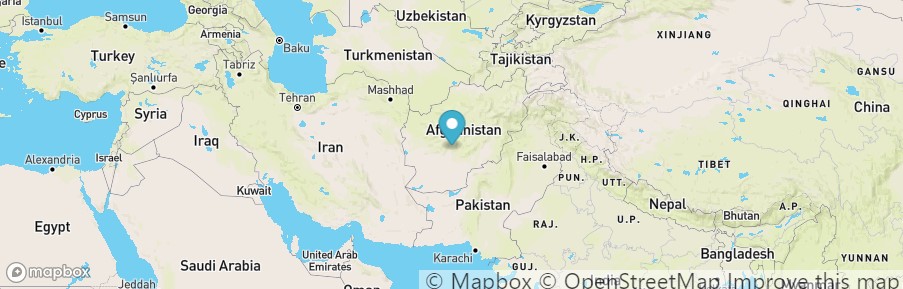 Uzbekistan
Georgia
Kyrgyzstan
Istanbul
Samsun
XINJIANG
Armenia
Baku
Turkey
Turkmenistan
Tajikistan
Tabriz
GANSU
Şanlıurfa
Mashhad
Tehran
QINGHAI
China
Cyprus
Syria
Afghanistan
J.K.
Iraq
Iran
Israel
Alexandria
Faisalabad
H.P.
TIBET
PUN.
UTT.
Kuwait
Pakistan
Nepal
Bhutan
A.P.
RAJ.
U.P.
Egypt
Karachi
United Arab
Emirates
Bangladesh
YUNNAN
Saudi Arabia
GUJ.
mapbox
Jeddah
Oman
India
Myanmar
© Mapbox © OpenStreetMap Improve this map